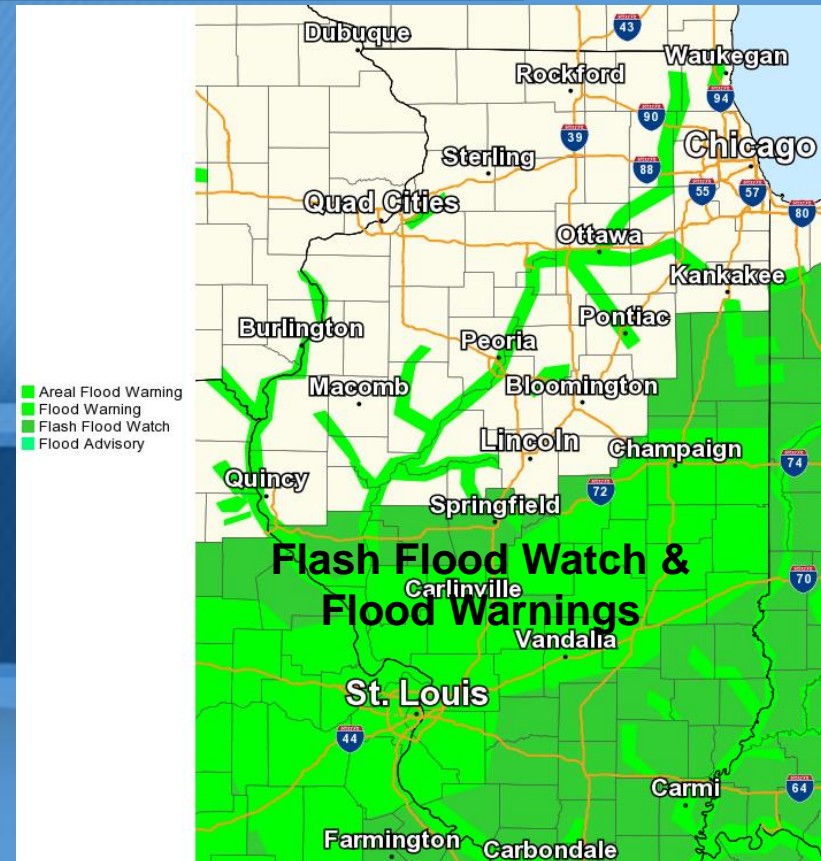 43
Dubuque
Waukegan
Rockford
94
90
39
Chicago
Sterling
88
55
57
Quad Cities
80
Ottawa
Kankakee
Pontiac
Burlington
Peoria
Areal Flood Warning
Flood Warning
Flash Flood Watch
Flood Advisory
Macomb
Bloomington
Lincoln
Champaign
74
Quincy
72
Springfield
Flash Flood Watch &
Carlinville
70
Flood Warnings
Vandalia
St. Louis
44
Carmi
64
Farmington
Carbondale